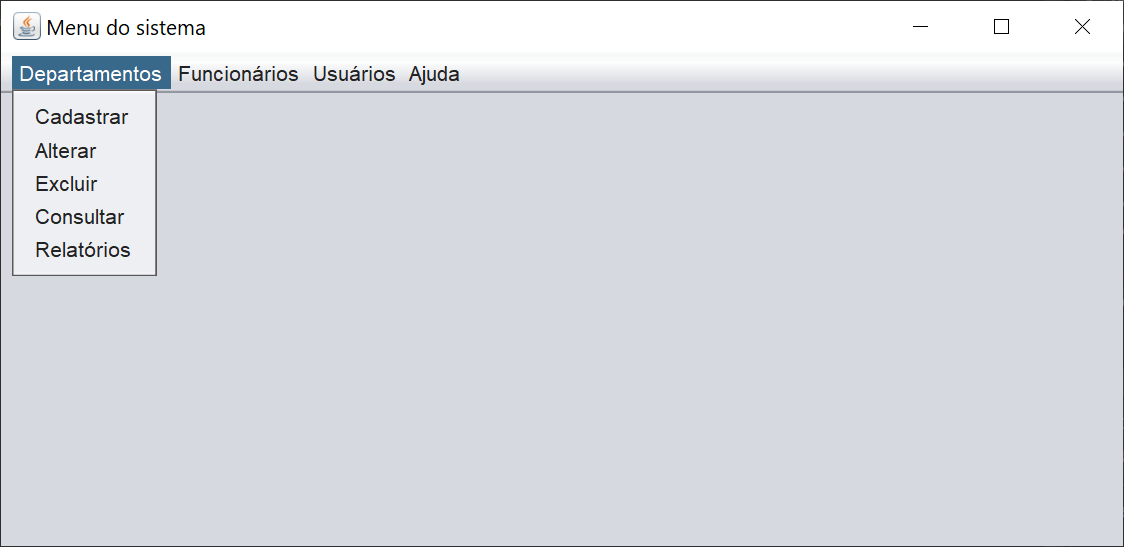 Menu do sistema
Departamentos Funcionários Usuários Ajuda
Cadastrar
Alterar
Excluir
Consultar
Relatórios